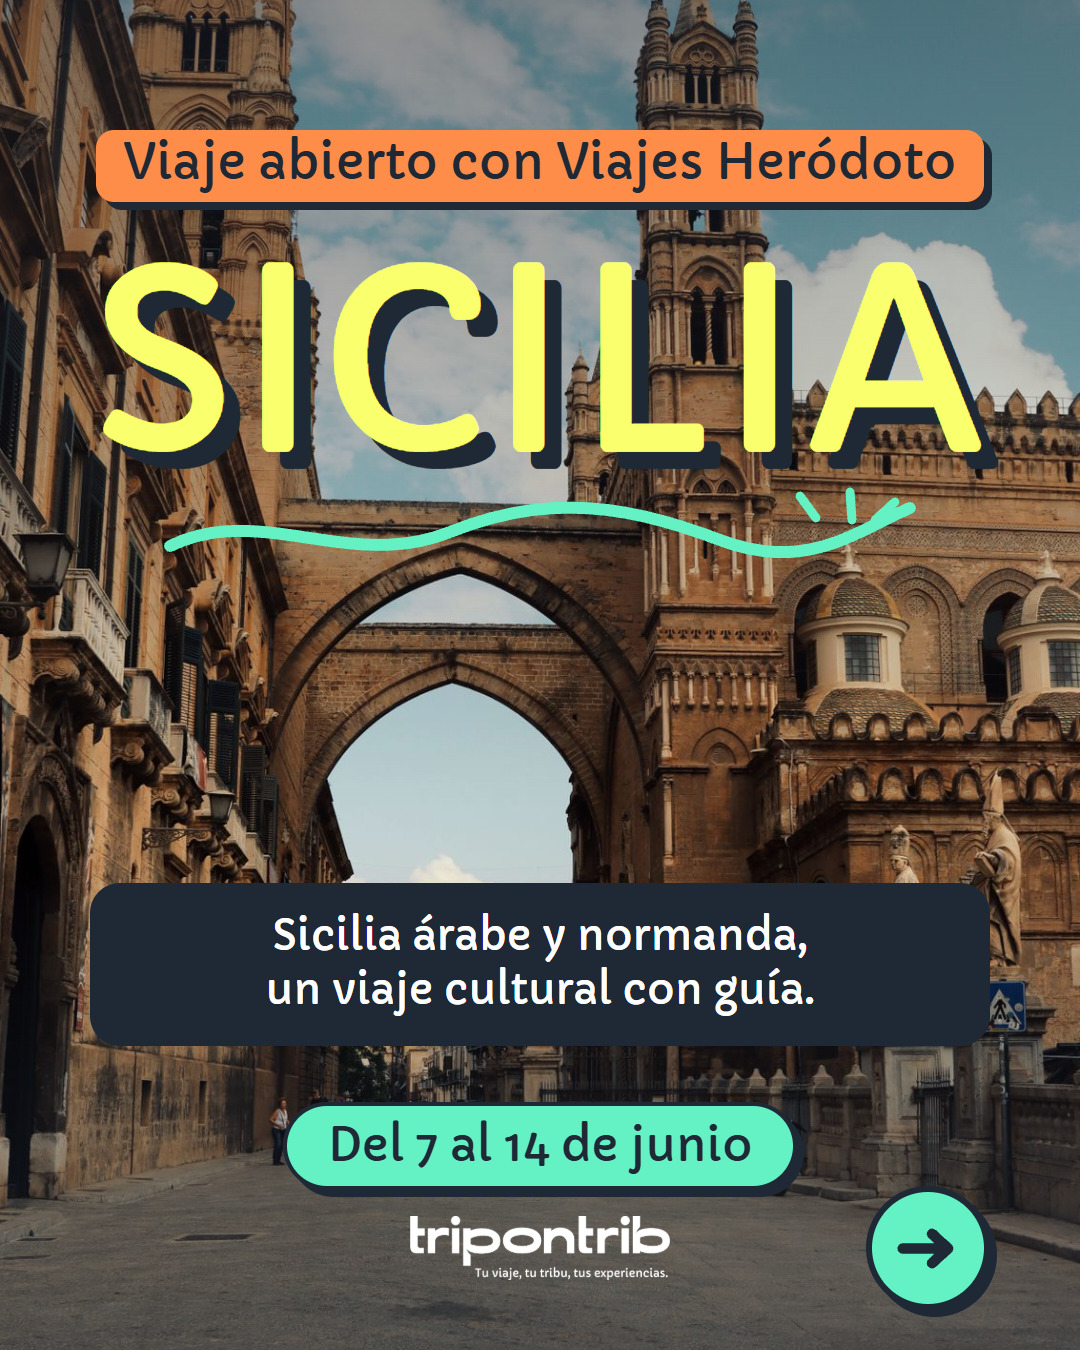 Viaje abierto con Viajes Heródoto
SICILIA
Sicilia árabe y normanda,
un viaje cultural con guía.
Del 7 al 14 de junio
tripontrib
Tu viaje, tu tribu, tus experiencias.